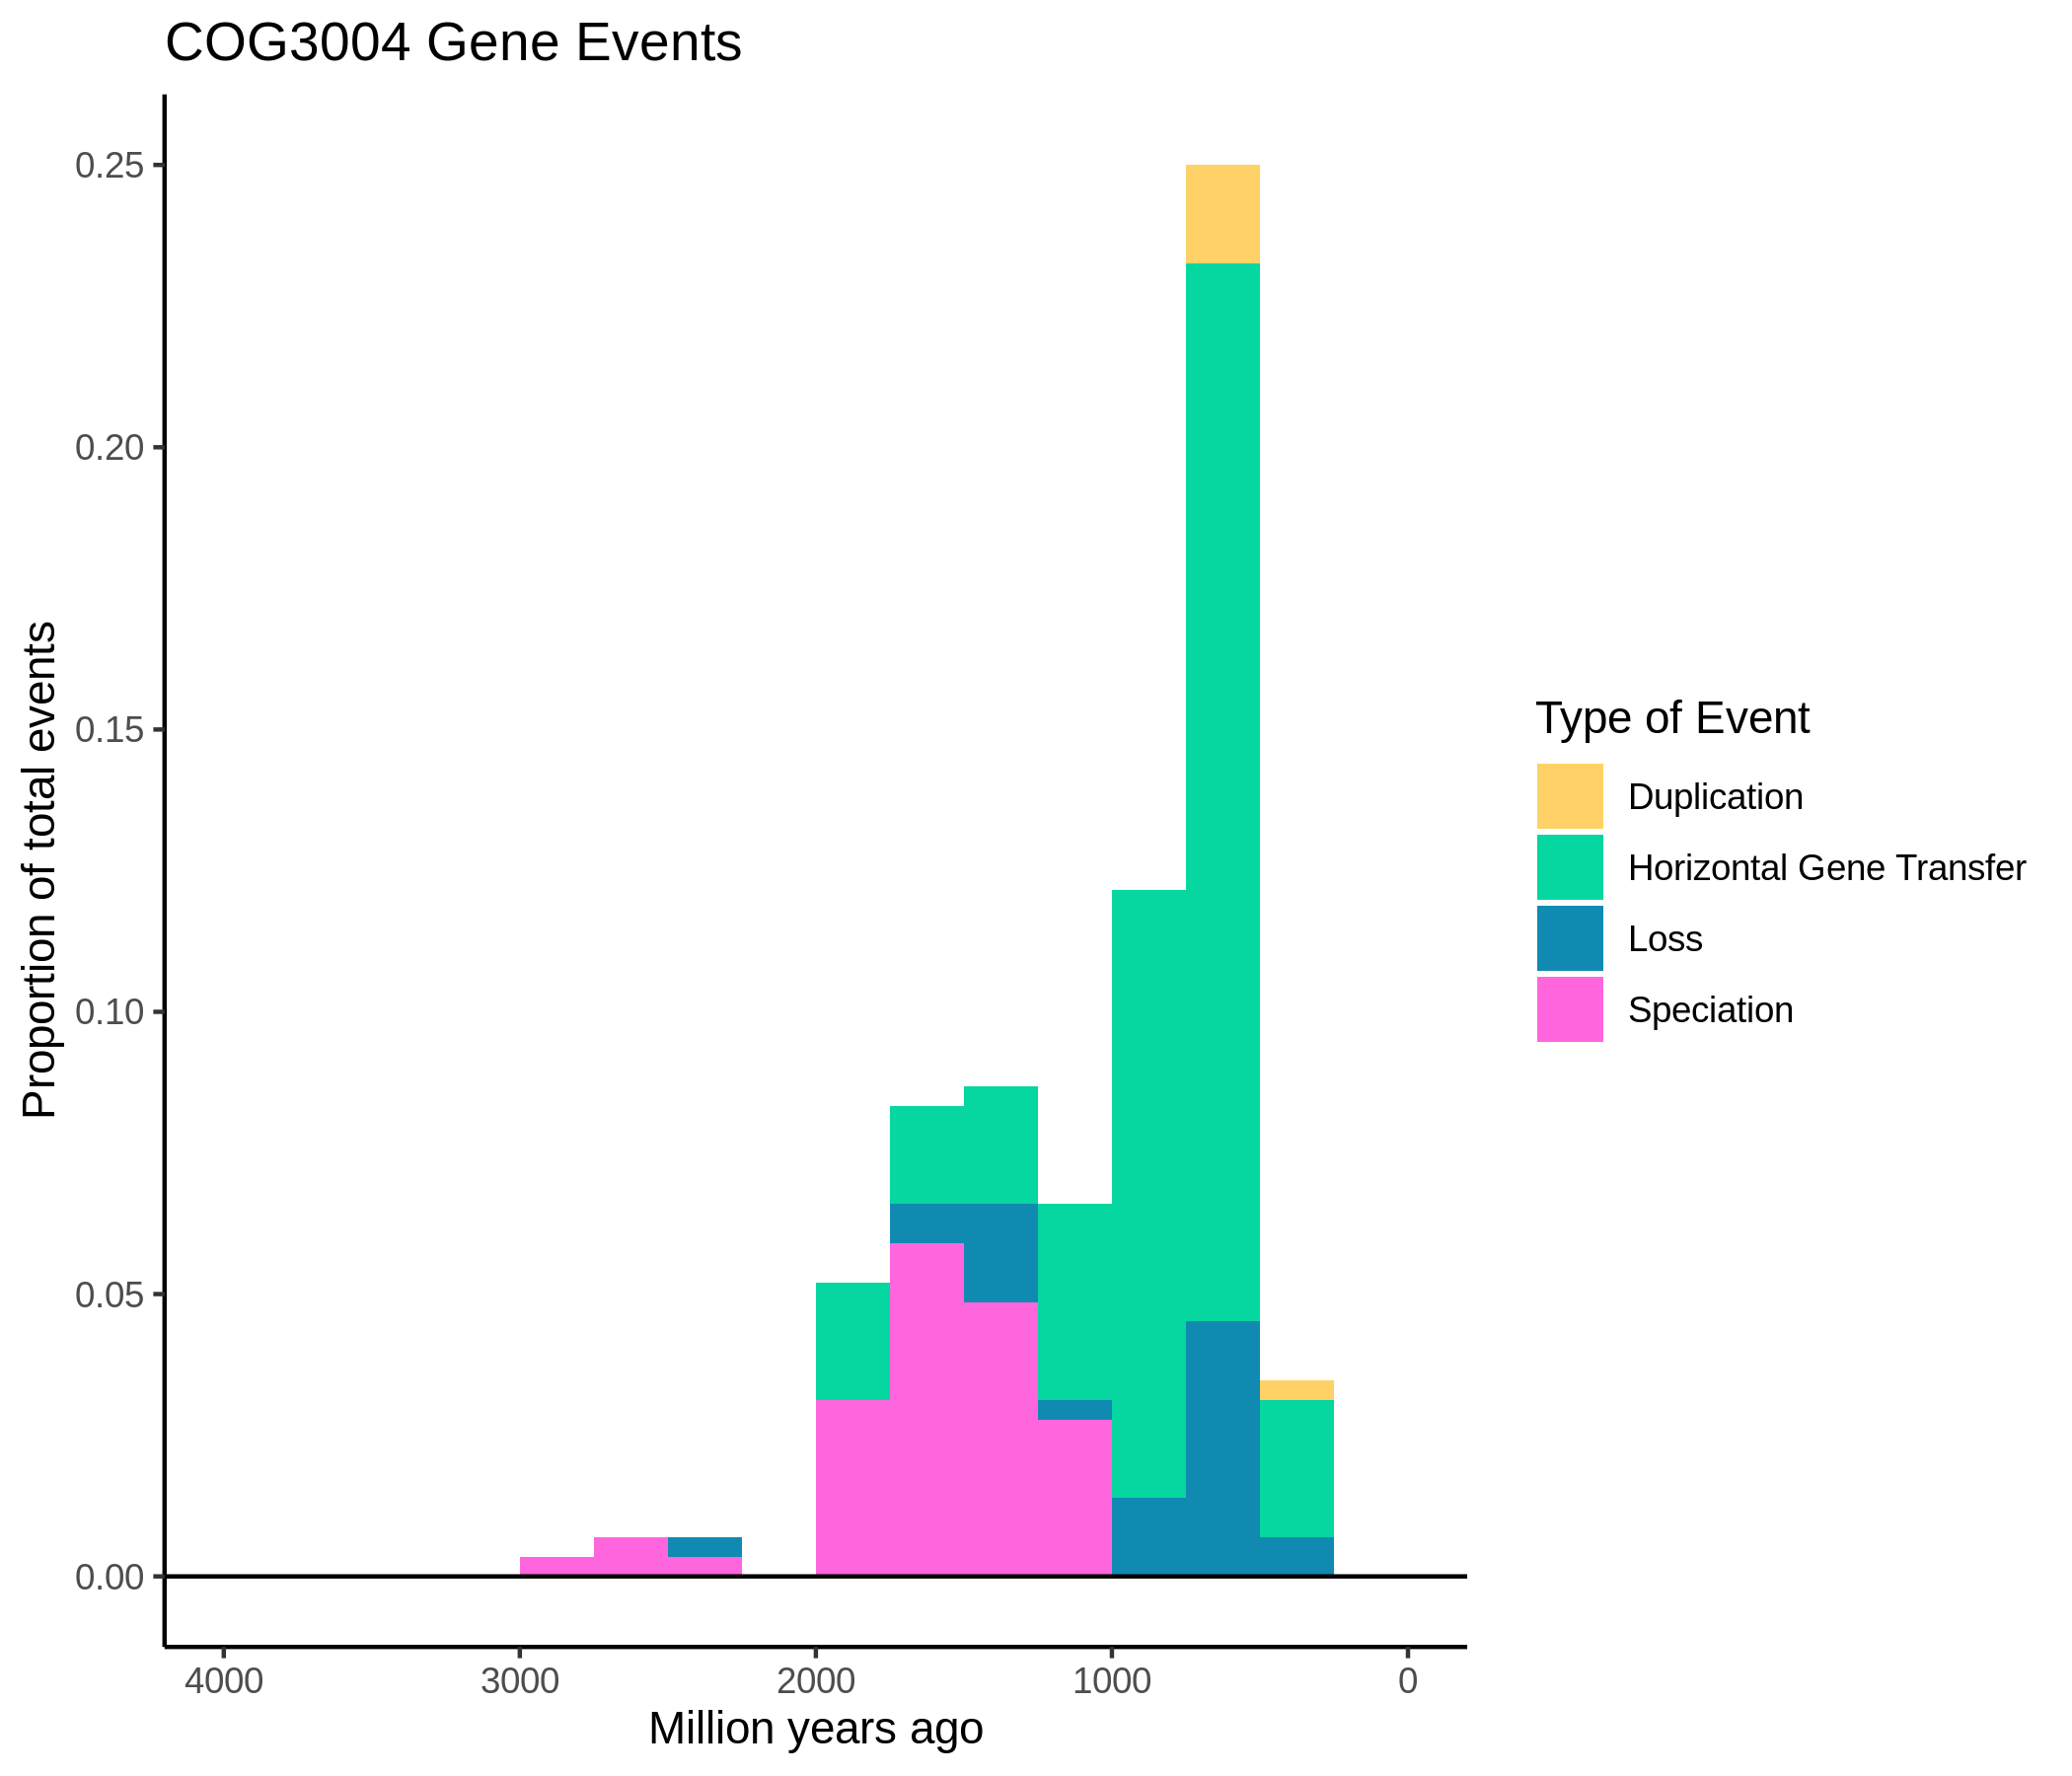 COG3004 Gene Events
Proportion of total events
0.25
0.20
0.15
0.10
0.05
0.00
4000 3000 2000 1000 0
Million years ago
Type of Event
Duplication
Horizontal Gene Transfer
Loss
Speciation